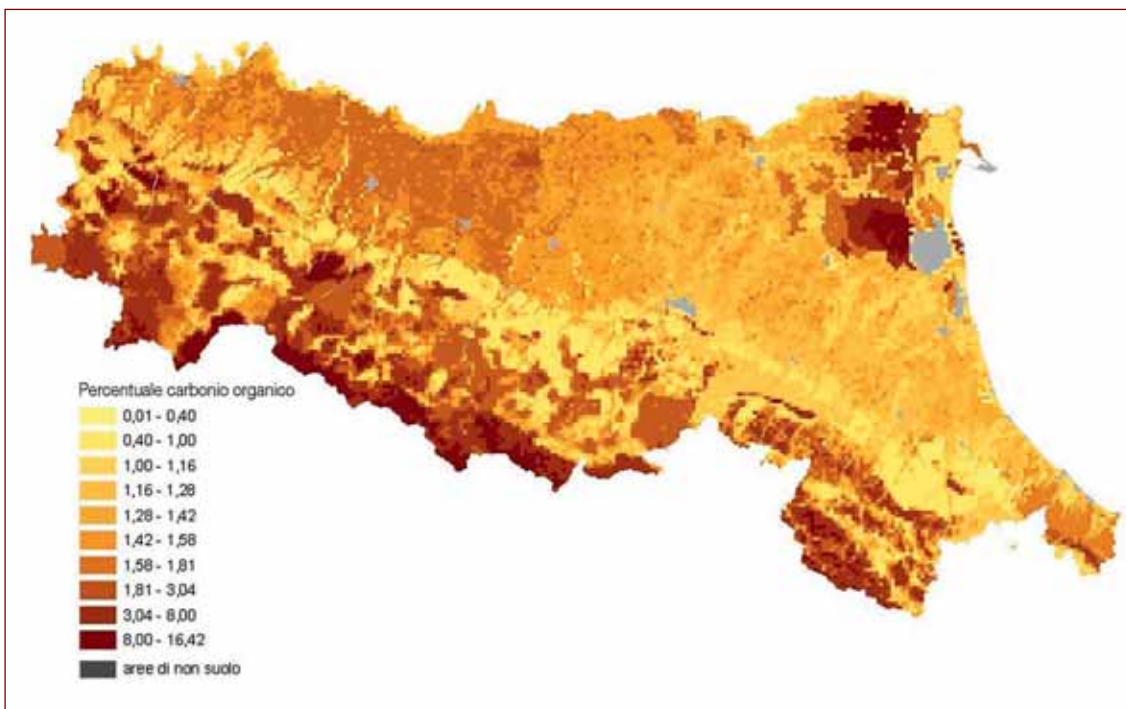 Percentuale carbonio organico
0,01 - 0,40
0,40 - 1,00
1,00 - 1,16
1,16 - 1,28
1,28 - 1,42
1,42 - 1,58
1,58 - 1,81
1,81 - 3,04
3,04 - 8,00
8,00 - 16,42
aree di non suolo